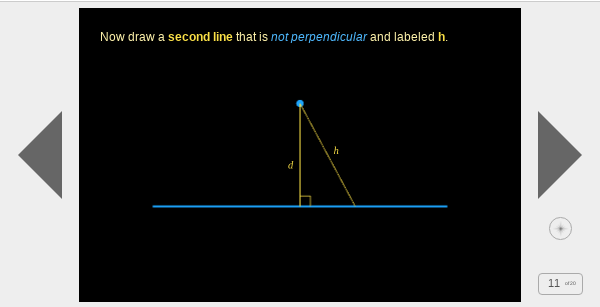 Now draw a second line that is not perpendicular and labeled h.
h
d
11 of 20